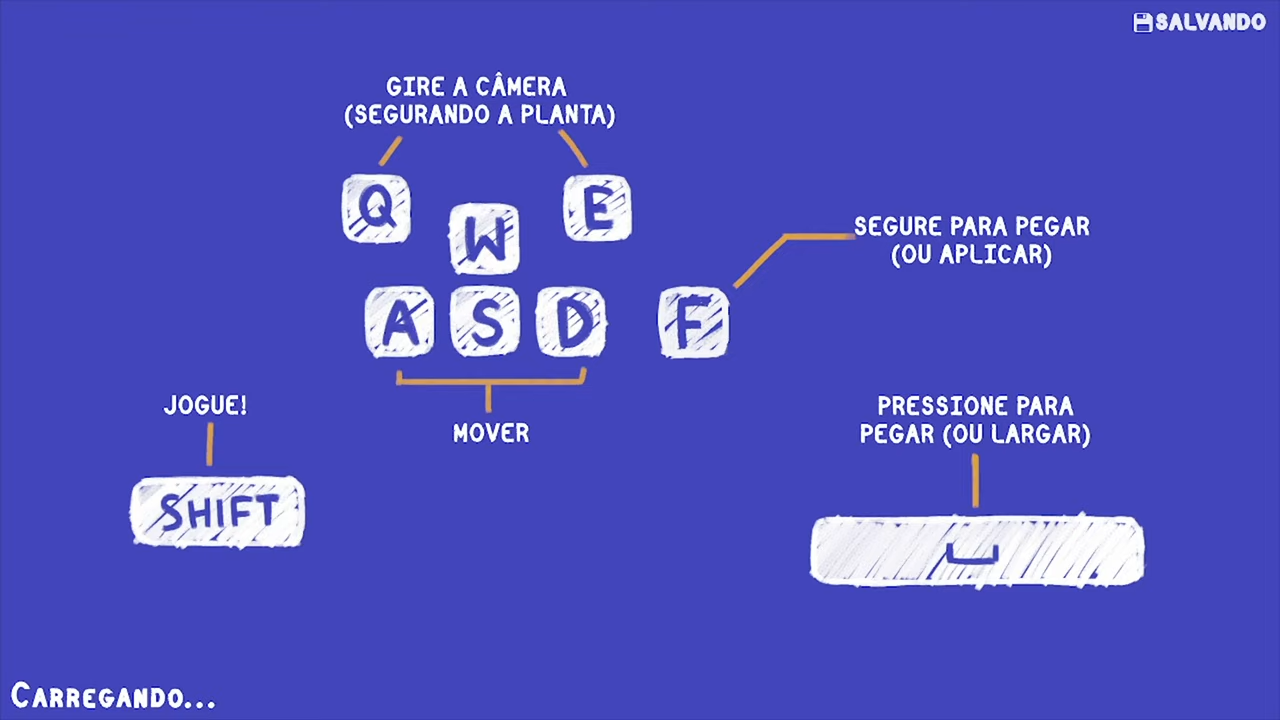 SALVANDO
GIRE A CÂMERA
(SEGURANDO A PLANTA)
Q
W
E
SEGURE PARA PEGAR
(OU APLICAR)
A
S
D
F
MOVER
JOGUE!
SHIFT
PRESSIONE PARA
PEGAR (OU LARGAR)
CARREGANDO...